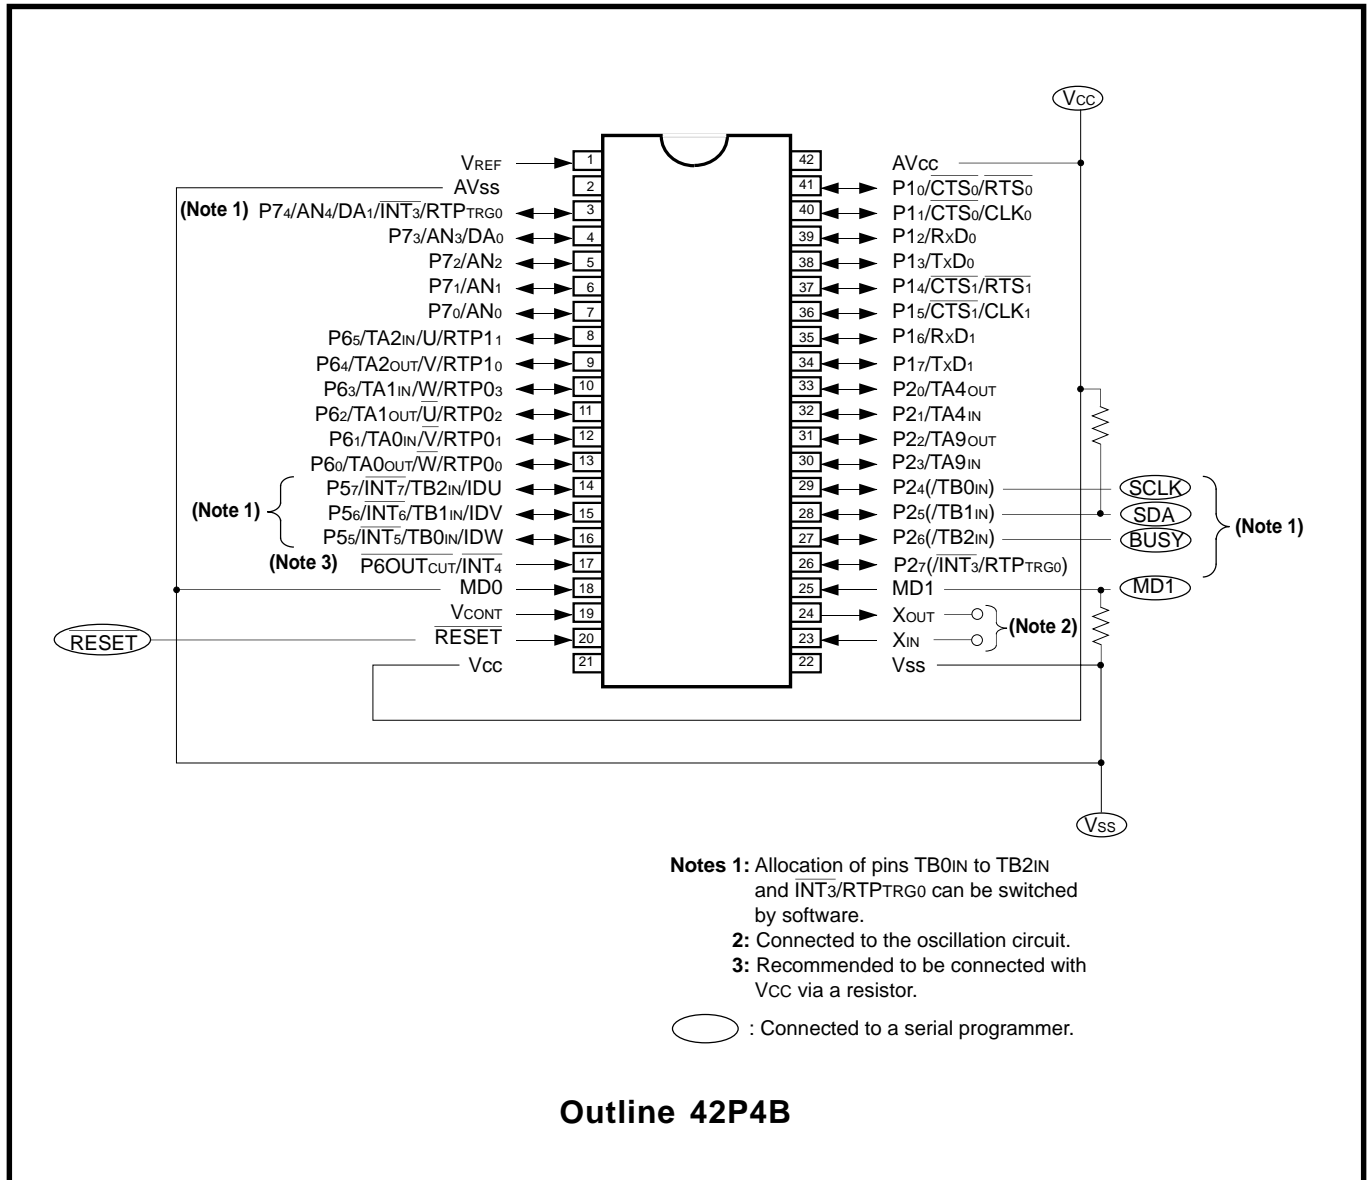 VCC
VREF 1
AVss 2
(Note 1) P74/AN4/DA1/INT3/RTPTRG0 3
P73/AN3/DA0 4
P72/AN2 5
P71/AN1 6
P70/AN0 7
P65/TA2IN/U/RTP11 8
P64/TA2OUT/V/RTP10 9
P63/TA1IN/W/RTP03 10
P62/TA1OUT/U̅/RTP02 11
P61/TA0IN/V̅/RTP01 12
P60/TA0OUT/W̅/RTP00 13
P57/INT7/TB2IN/IDU 14
(Note 1) P56/INT6/TB1IN/IDV 15
P55/INT5/TB0IN/IDW 16
(Note 3) P6OUTCUT/INT4 17
MD0 18
VCONT 19
RESET RESET 20
Vcc 21
42 AVcc
41 P10/CTS0/RTS0
40 P11/CTS0/CLK0
39 P12/RxD0
38 P13/TxD0
37 P14/CTS1/RTS1
36 P15/CTS1/CLK1
35 P16/RxD1
34 P17/TxD1
33 P20/TA4OUT
32 P21/TA4IN
31 P22/TA9OUT
30 P23/TA9IN
29 P24(/TB0IN) SCLK
28 P25(/TB1IN) SDA (Note 1)
27 P26(/TB2IN) BUSY
26 P27(/INT3/RTPTRG0)
25 MD1 MD1
24 XOUT (Note 2)
23 XIN
22 Vss
Vss
Notes 1: Allocation of pins TB0IN to TB2IN
and INT3/RTPTRG0 can be switched
by software.
2: Connected to the oscillation circuit.
3: Recommended to be connected with
VCC via a resistor.
: Connected to a serial programmer.
Outline 42P4B